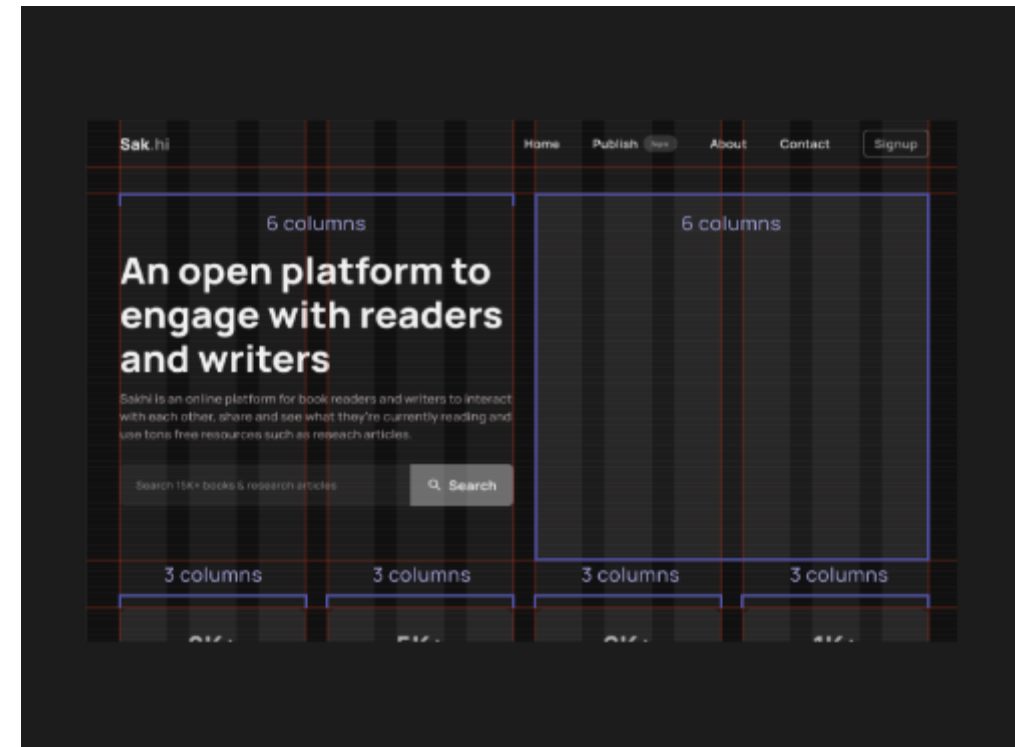 Sak.hi
Home Publish New About Contact Signup
6 columns 6 columns
An open platform to
engage with readers
and writers
Sakhi is an online platform for book readers and writers to interact
with each other, share and see what they're currently reading and
use tons free resources such as reseach articles.
Search 15K+ books & research articles
Search
3 columns 3 columns 3 columns 3 columns